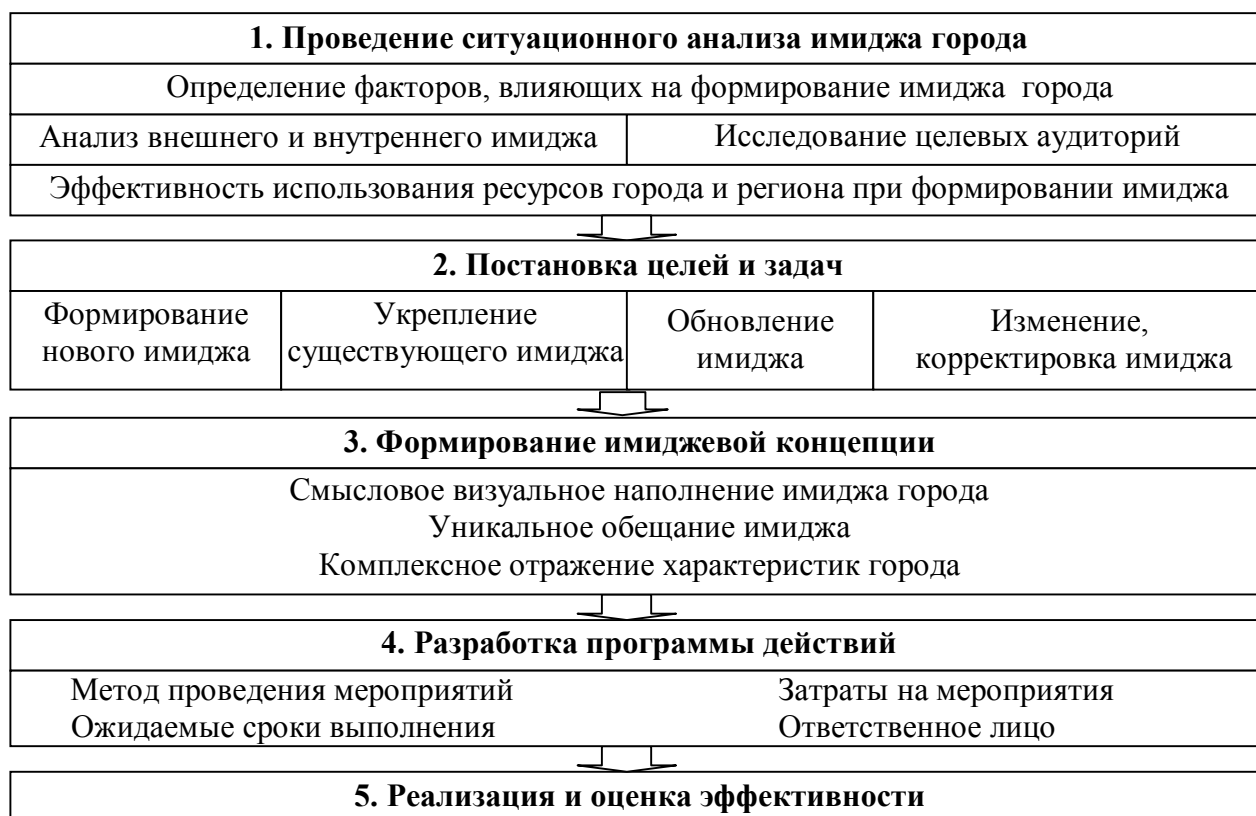 1. Проведение ситуационного анализа имиджа города
Определение факторов, влияющих на формирование имиджа города
Анализ внешнего и внутреннего имиджа
Исследование целевых аудиторий
Эффективность использования ресурсов города и региона при формировании имиджа
2. Постановка целей и задач
Формирование
нового имиджа
Укрепление
существующего имиджа
Обновление
имиджа
Изменение,
корректировка имиджа
3. Формирование имиджевой концепции
Смысловое визуальное наполнение имиджа города
Уникальное обещание имиджа
Комплексное отражение характеристик города
4. Разработка программы действий
Метод проведения мероприятий
Ожидаемые сроки выполнения
Затраты на мероприятия
Ответственное лицо
5. Реализация и оценка эффективности